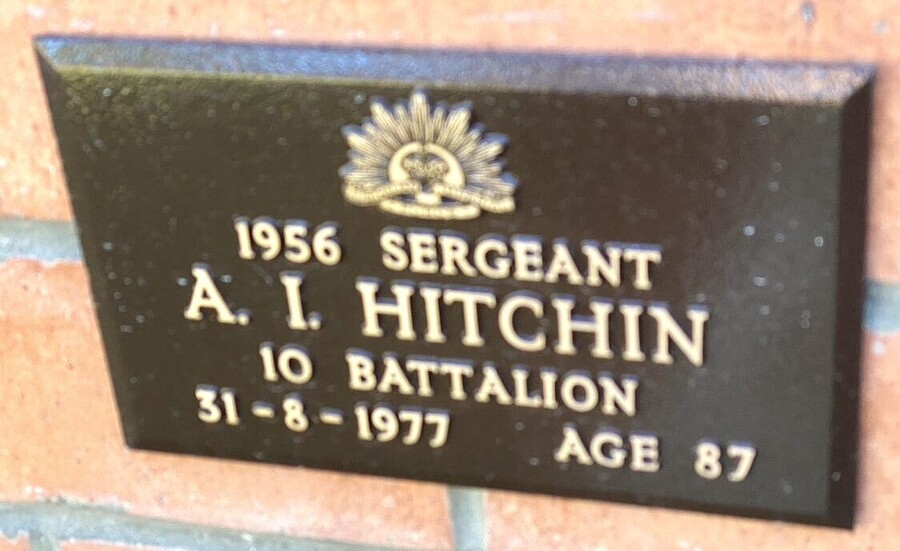 1956 SERGEANT
A. I. HITCHIN
10 BATTALION
31-8-1977 AGE 87